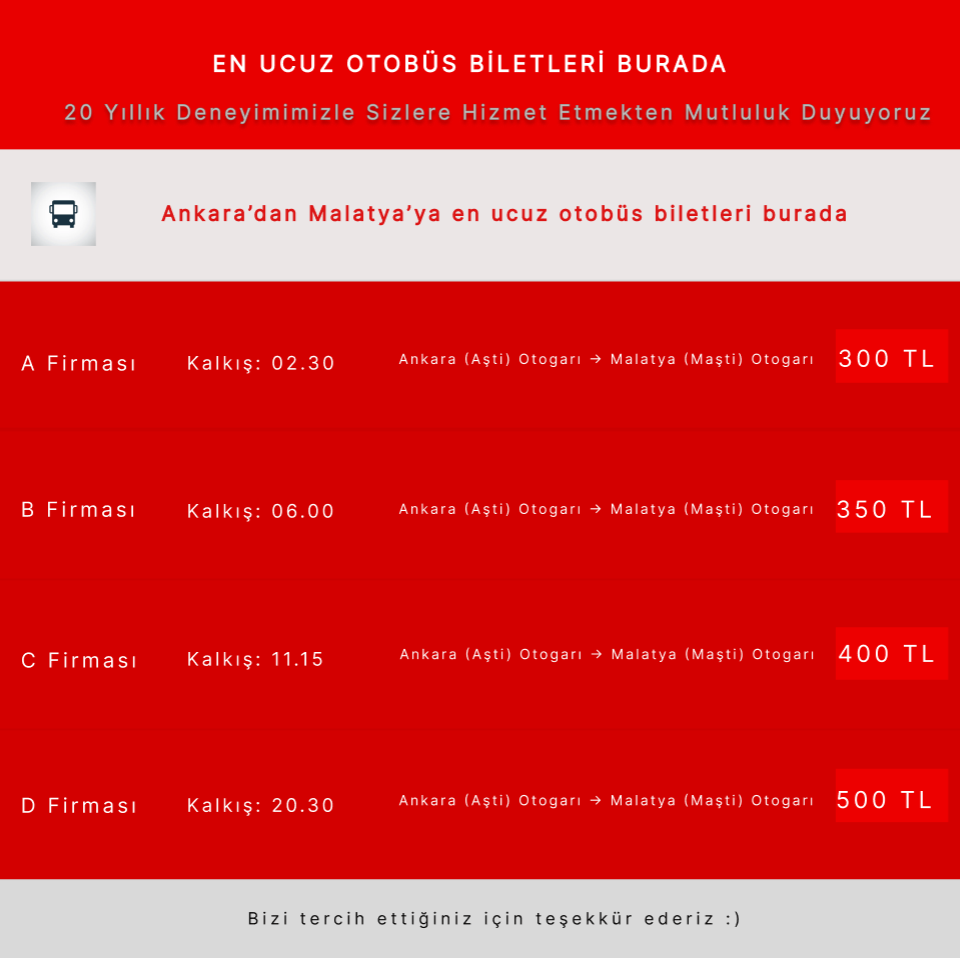 EN UCUZ OTOBÜS BİLETLERİ BURADA
20 Yıllık Deneyimimizle Sizlere Hizmet Etmekten Mutluluk Duyuyoruz
Ankara’dan Malatya’ya en ucuz otobüs biletleri burada
A Firması Kalkış: 02.30 Ankara (Aşti) Otogarı → Malatya (Maşti) Otogarı 300 TL
B Firması Kalkış: 06.00 Ankara (Aşti) Otogarı → Malatya (Maşti) Otogarı 350 TL
C Firması Kalkış: 11.15 Ankara (Aşti) Otogarı → Malatya (Maşti) Otogarı 400 TL
D Firması Kalkış: 20.30 Ankara (Aşti) Otogarı → Malatya (Maşti) Otogarı 500 TL
Bizi tercih ettiğiniz için teşekkür ederiz :)